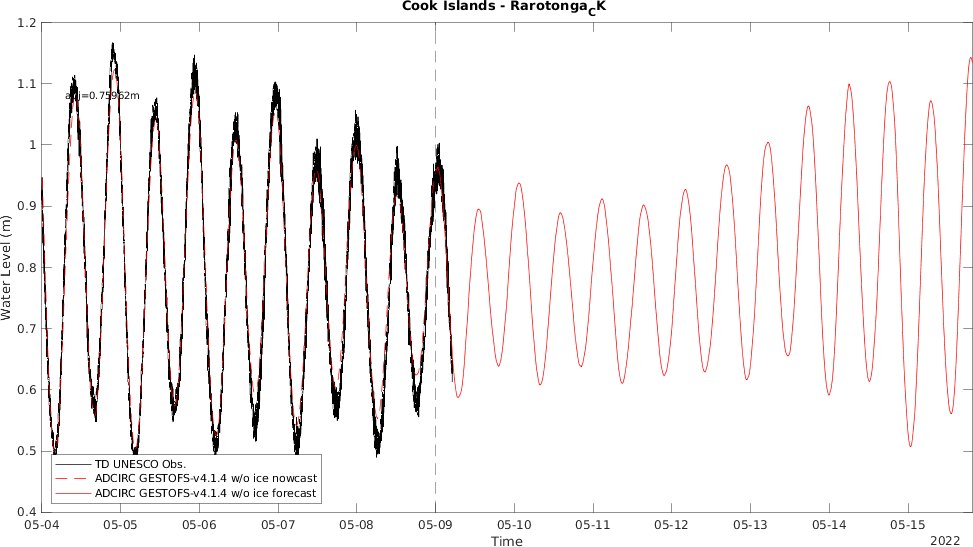 Cook Islands - Rarotonga_CK
Water Level (m)
1.2
1.1
1
0.9
0.8
0.7
0.6
0.5
0.4
adj=0.75962m
TD UNESCO Obs.
ADCIRC GESTOFS-v4.1.4 w/o ice nowcast
ADCIRC GESTOFS-v4.1.4 w/o ice forecast
05-04 05-05 05-06 05-07 05-08 05-09 05-10 05-11 05-12 05-13 05-14 05-15
Time
2022